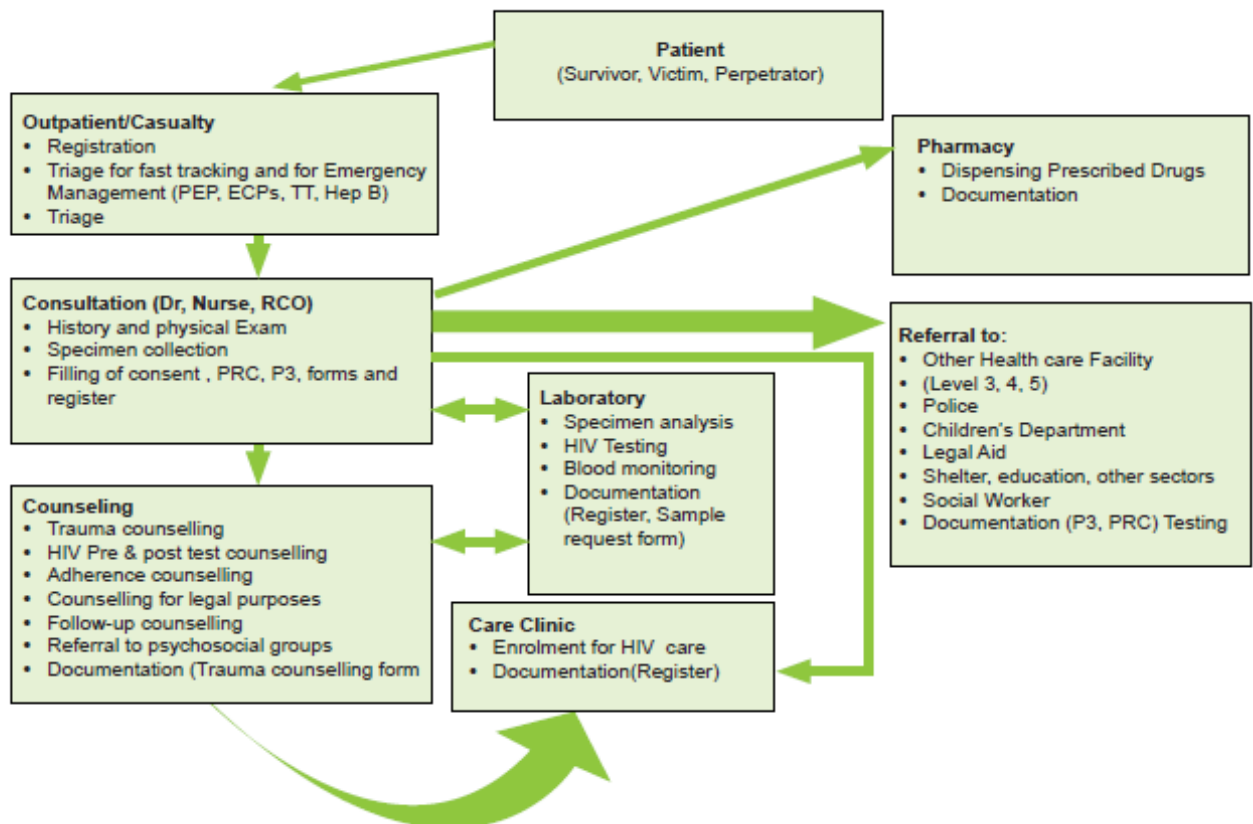 Patient
(Survivor, Victim, Perpetrator)
Outpatient/Casualty
• Registration
• Triage for fast tracking and for Emergency
Management (PEP, ECPs, TT, Hep B)
• Triage
Pharmacy
• Dispensing Prescribed Drugs
• Documentation
Consultation (Dr, Nurse, RCO)
• History and physical Exam
• Specimen collection
• Filling of consent , PRC, P3, forms and
register
Referral to:
• Other Health care Facility
• (Level 3, 4, 5)
• Police
• Children's Department
• Legal Aid
• Shelter, education, other sectors
• Social Worker
• Documentation (P3, PRC) Testing
Laboratory
• Specimen analysis
• HIV Testing
• Blood monitoring
• Documentation
(Register, Sample
request form)
Counseling
• Trauma counselling
• HIV Pre & post test counselling
• Adherence counselling
• Counselling for legal purposes
• Follow-up counselling
• Referral to psychosocial groups
• Documentation (Trauma counselling form
Care Clinic
• Enrolment for HIV care
• Documentation(Register)